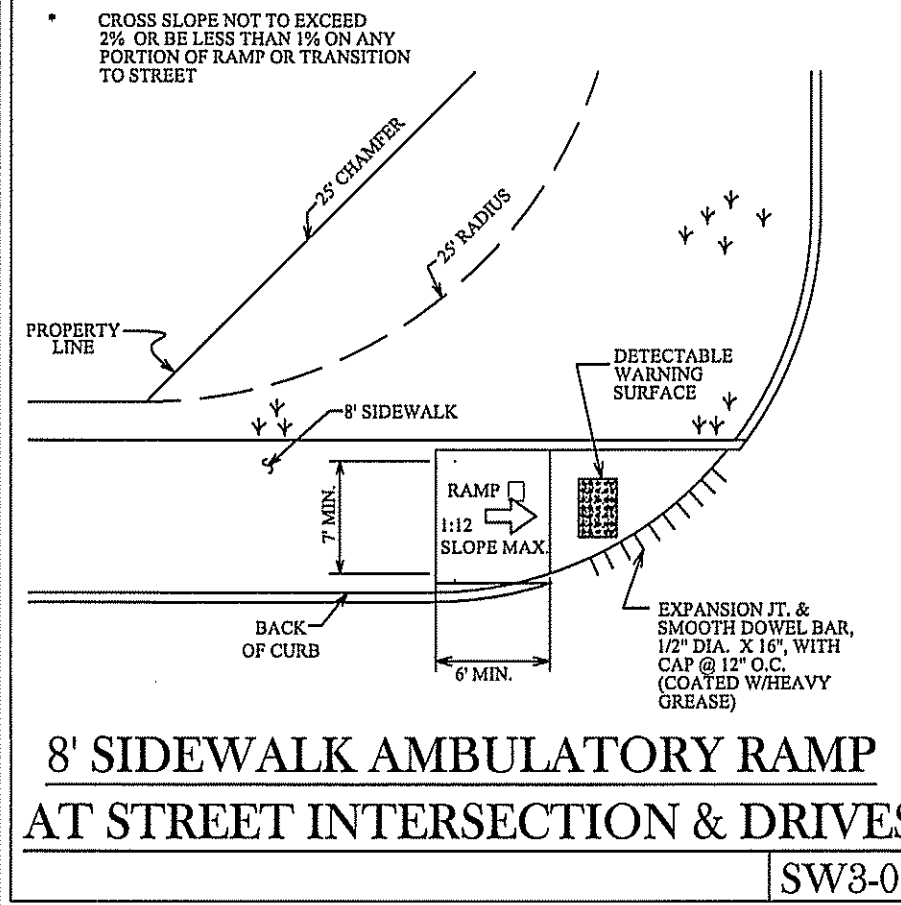 * CROSS SLOPE NOT TO EXCEED
2% OR BE LESS THAN 1% ON ANY
PORTION OF RAMP OR TRANSITION
TO STREET
25' CHAMFER
25' RADIUS
PROPERTY
LINE
DETECTABLE
WARNING
SURFACE
8' SIDEWALK
7' MIN.
RAMP
1:12
SLOPE MAX.
BACK
OF CURB
6' MIN.
EXPANSION JT. &
SMOOTH DOWEL BAR,
1/2" DIA. X 16", WITH
CAP @ 12" O.C.
(COATED W/HEAVY
GREASE)
8' SIDEWALK AMBULATORY RAMP
AT STREET INTERSECTION & DRIVES
SW3-0